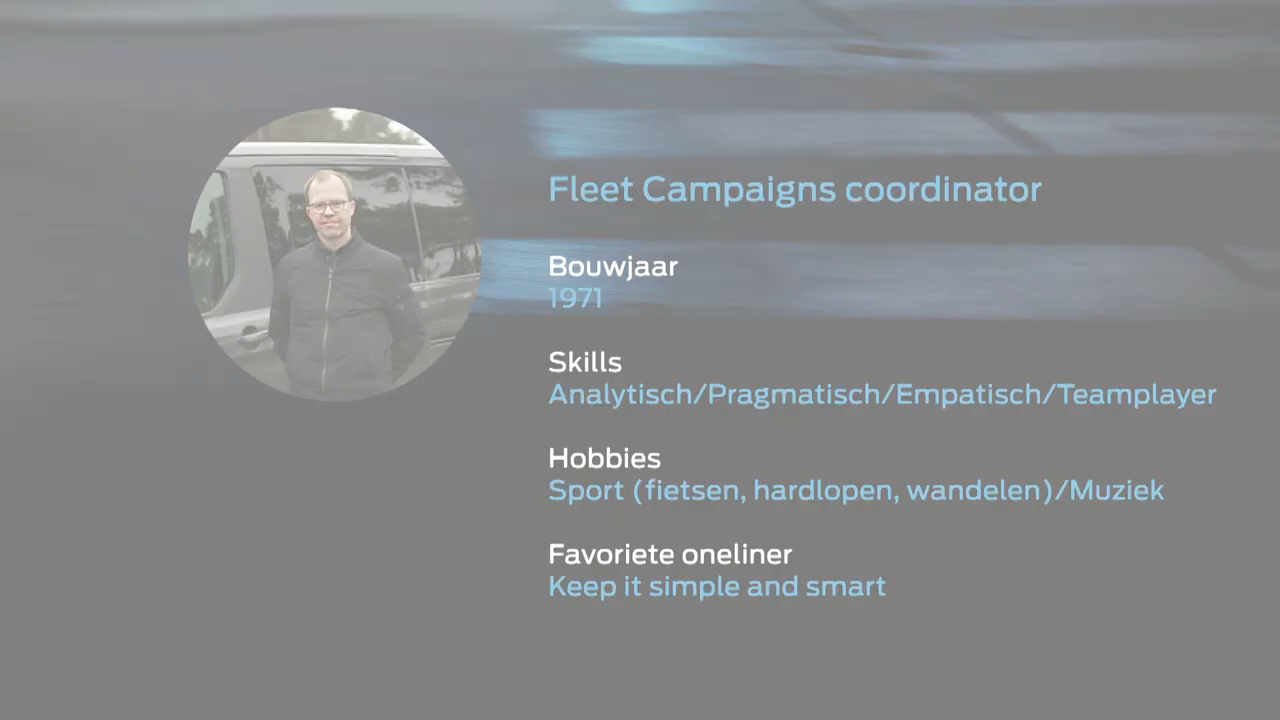 Fleet Campaigns coordinator
Bouwjaar
1971
Skills
Analytisch/Pragmatisch/Empatisch/Teamplayer
Hobbies
Sport (fietsen, hardlopen, wandelen)/Muziek
Favoriete oneliner
Keep it simple and smart